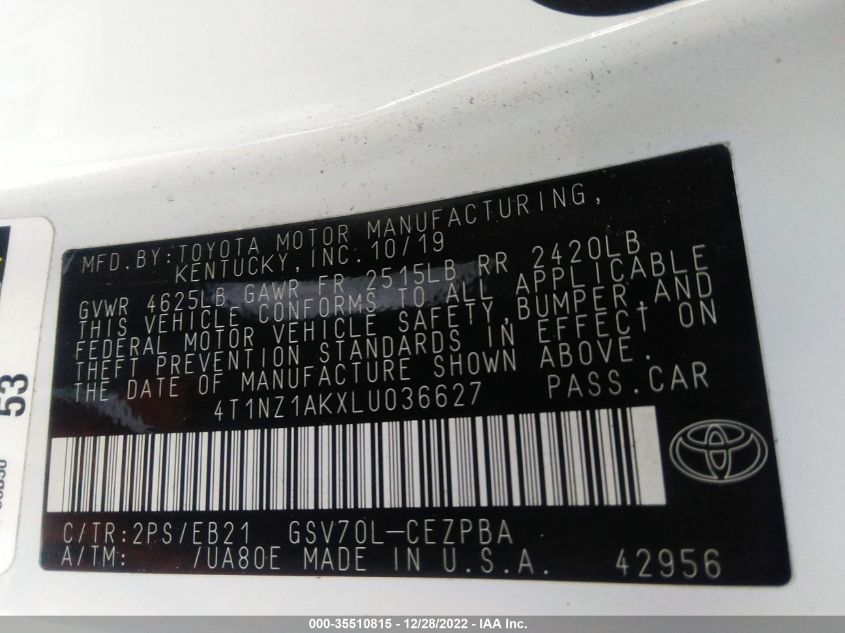 MFD.BY:TOYOTA MOTOR MANUFACTURING,
KENTUCKY,INC.10/19
GVWR 4625LB GAWR FR 2515LB RR 2420LB
THIS VEHICLE CONFORMS TO ALL APPLICABLE
FEDERAL MOTOR VEHICLE SAFETY,BUMPER,AND
THEFT PREVENTION STANDARDS IN EFFECT ON
THE DATE OF MANUFACTURE SHOWN ABOVE.
4T1NZ1AKXLU036627 PASS.CAR
C/TR:2PS/EB21 GSV70L-CEZPBA
A/TM: /UA80E MADE IN U.S.A. 42956
53
000-35510815 - 12/28/2022 - IAA Inc.